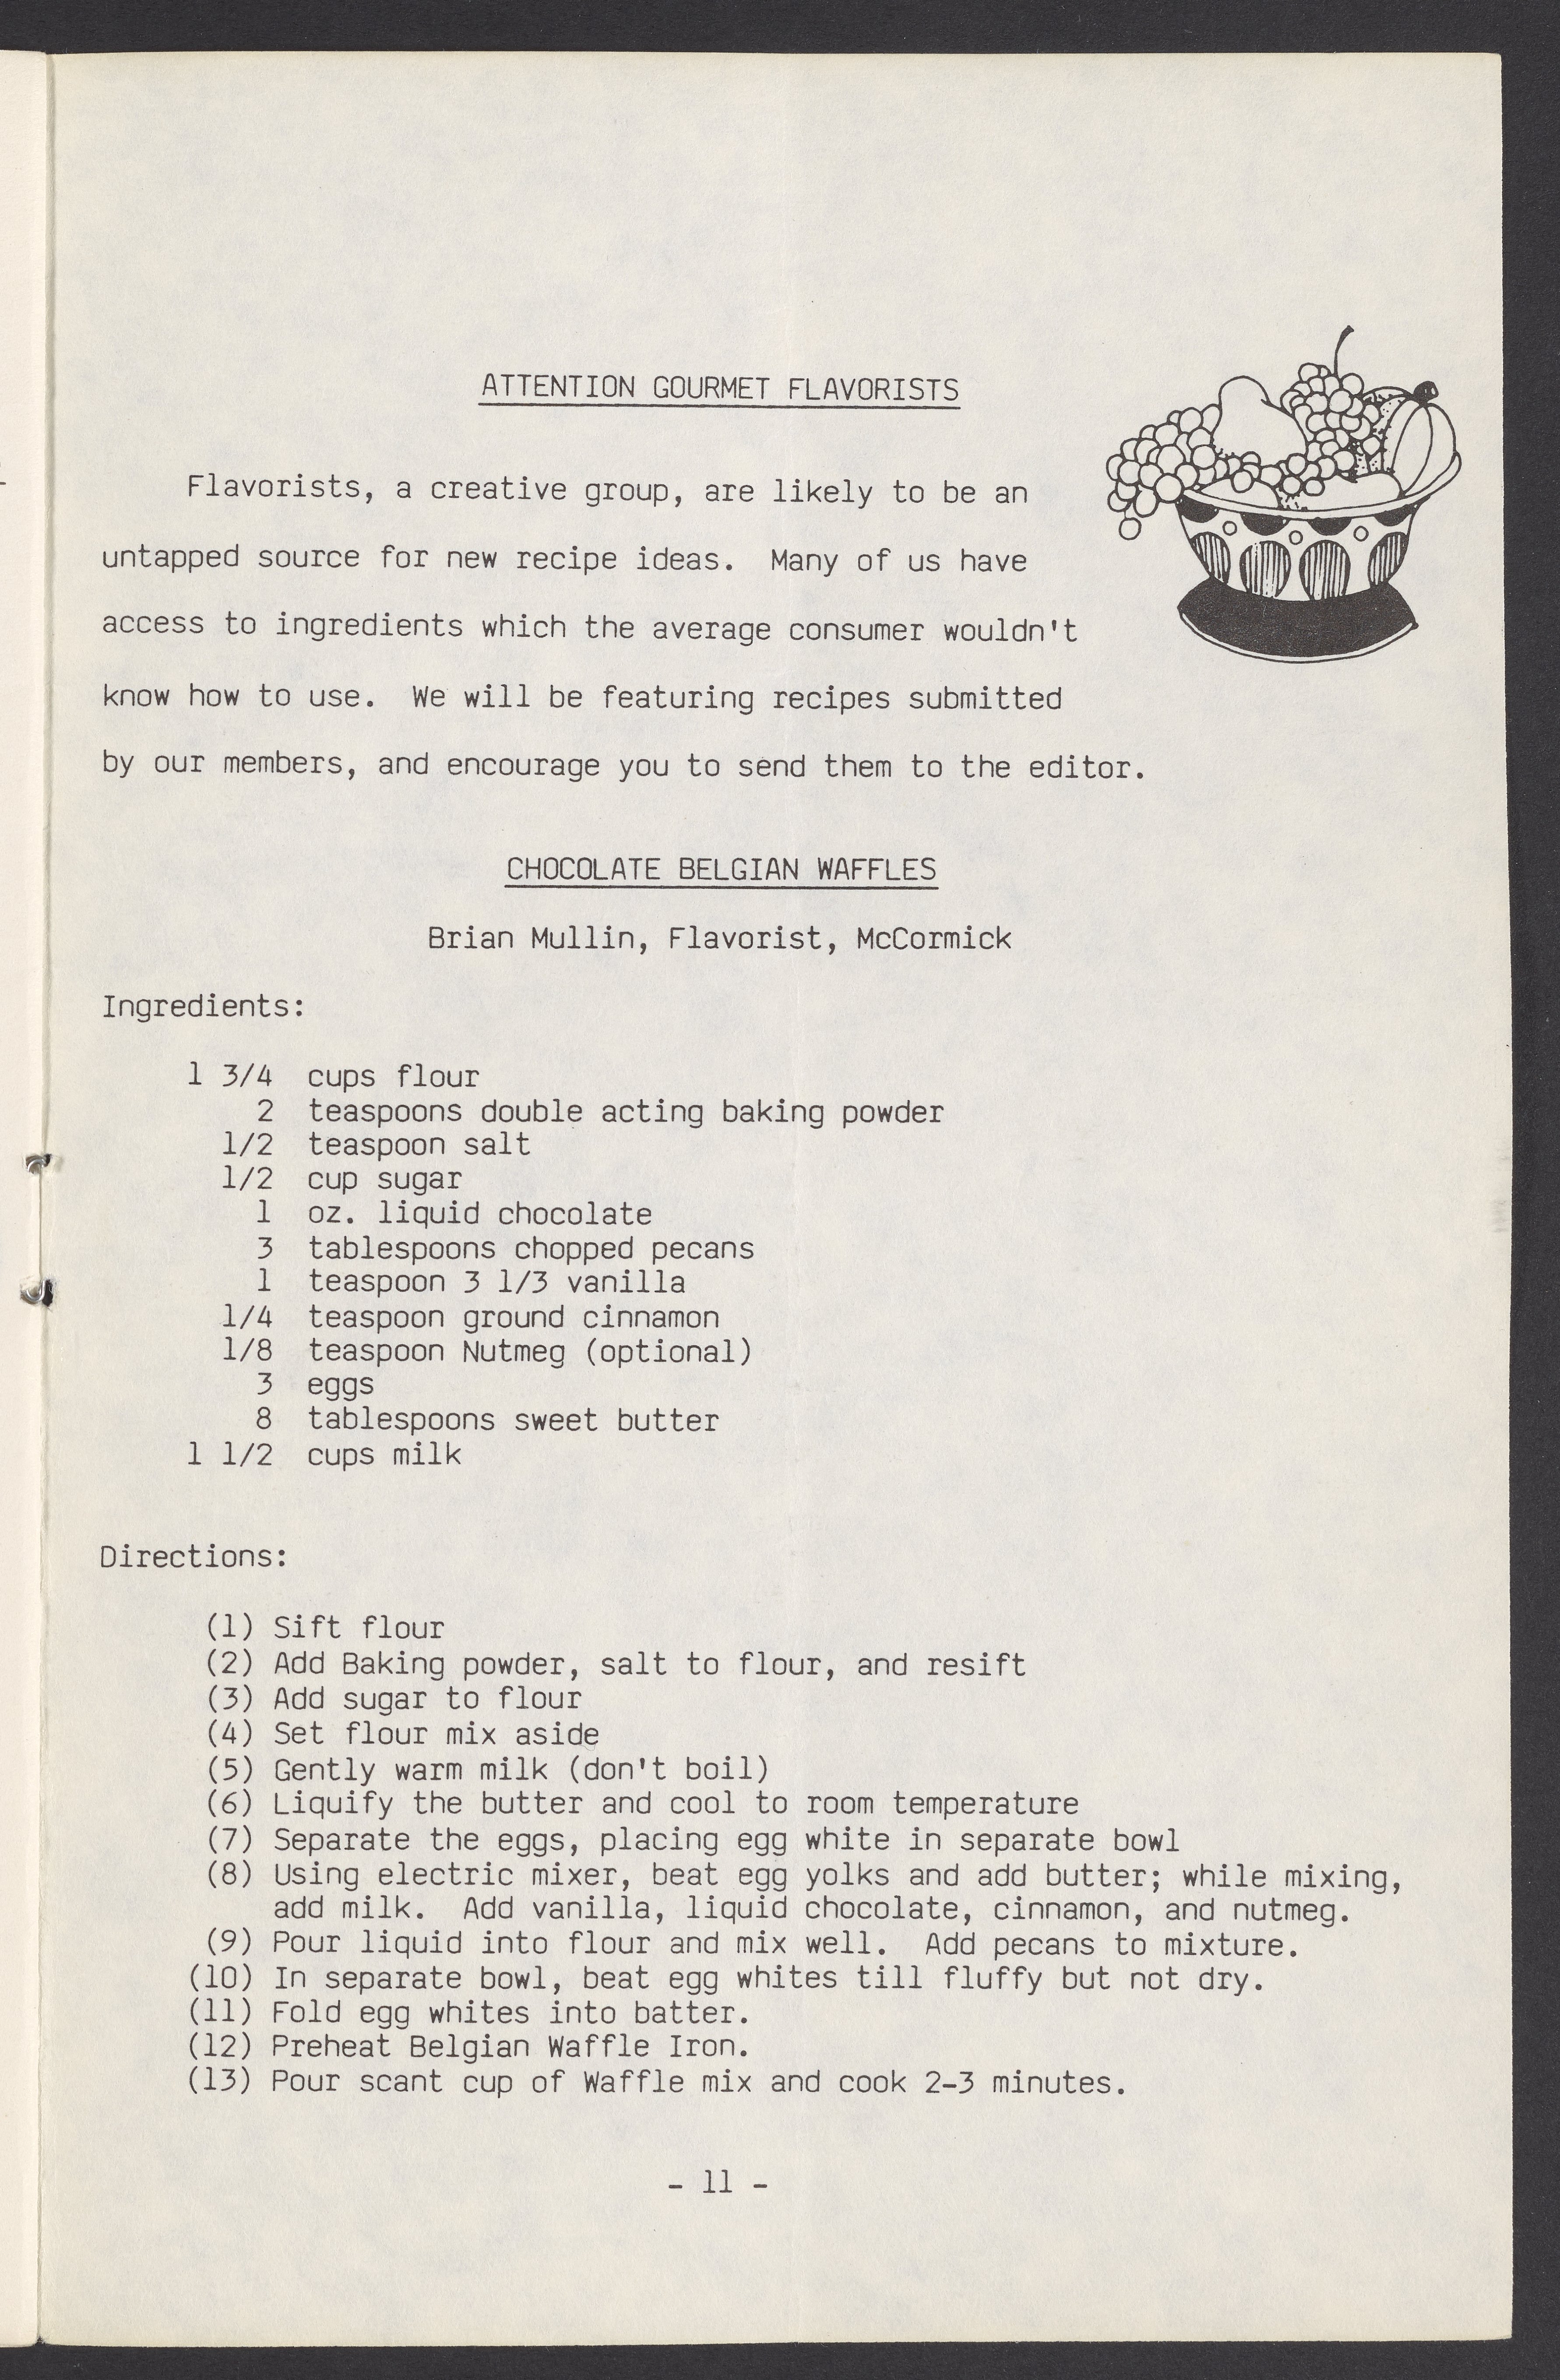 ATTENTION GOURMET FLAVORISTS
Flavorists, a creative group, are likely to be an
untapped source for new recipe ideas.  Many of us have
access to ingredients which the average consumer wouldn't
know how to use.  We will be featuring recipes submitted
by our members, and encourage you to send them to the editor.
CHOCOLATE BELGIAN WAFFLES
Brian Mullin, Flavorist, McCormick
Ingredients:
1 3/4 cups flour
2 teaspoons double acting baking powder
1/2 teaspoon salt
1/2 cup sugar
1 oz. liquid chocolate
3 tablespoons chopped pecans
1 teaspoon 3 1/3 vanilla
1/4 teaspoon ground cinnamon
1/8 teaspoon Nutmeg (optional)
3 eggs
8 tablespoons sweet butter
1 1/2 cups milk
Directions:
(1) Sift flour
(2) Add Baking powder, salt to flour, and resift
(3) Add sugar to flour
(4) Set flour mix aside
(5) Gently warm milk (don't boil)
(6) Liquify the butter and cool to room temperature
(7) Separate the eggs, placing egg white in separate bowl
(8) Using electric mixer, beat egg yolks and add butter; while mixing,
add milk.  Add vanilla, liquid chocolate, cinnamon, and nutmeg.
(9) Pour liquid into flour and mix well.  Add pecans to mixture.
(10) In separate bowl, beat egg whites till fluffy but not dry.
(11) Fold egg whites into batter.
(12) Preheat Belgian Waffle Iron.
(13) Pour scant cup of Waffle mix and cook 2-3 minutes.
- 11 -